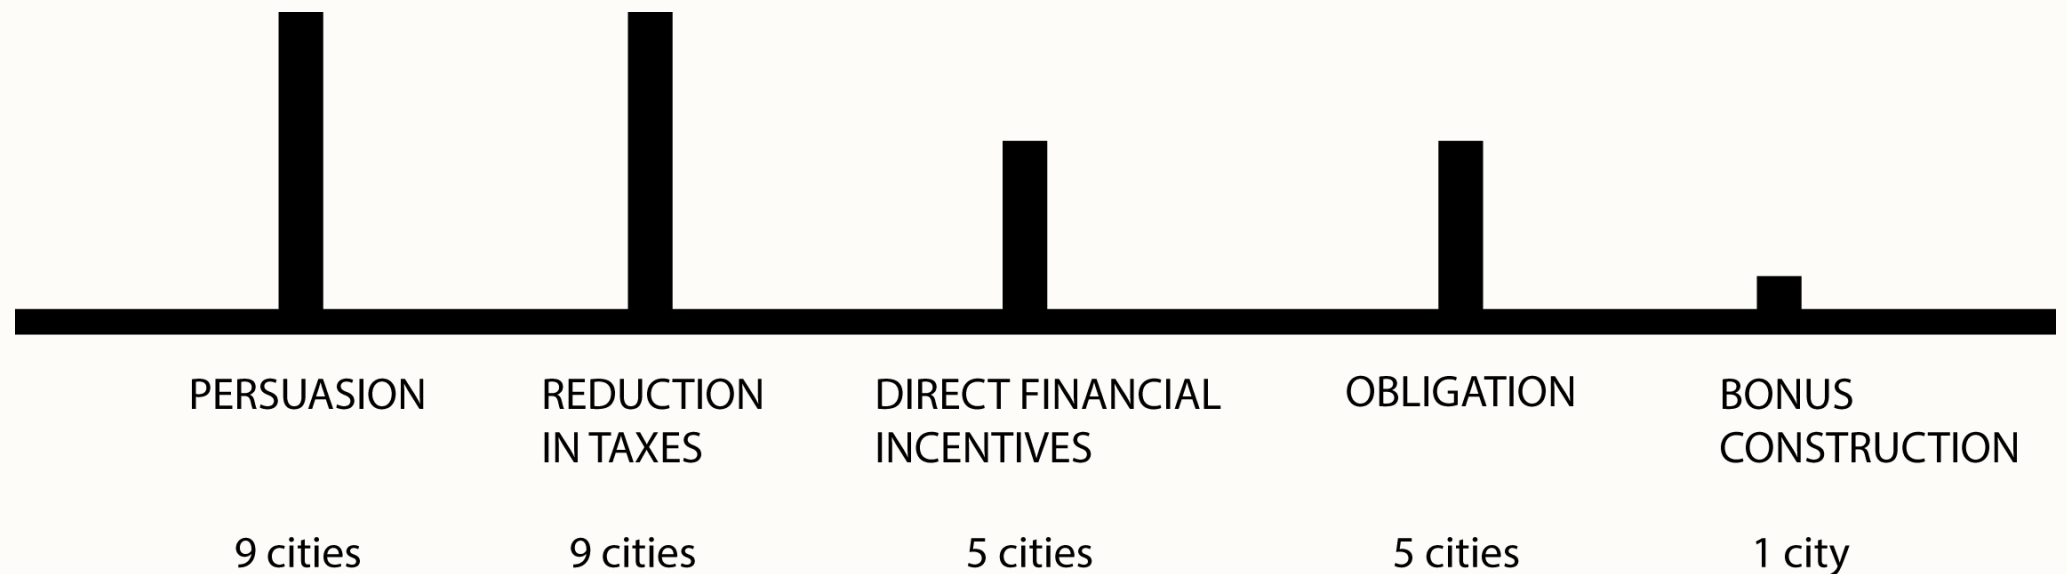 PERSUASION
REDUCTION
IN TAXES
DIRECT FINANCIAL
INCENTIVES
OBLIGATION
BONUS
CONSTRUCTION
9 cities
9 cities
5 cities
5 cities
1 city